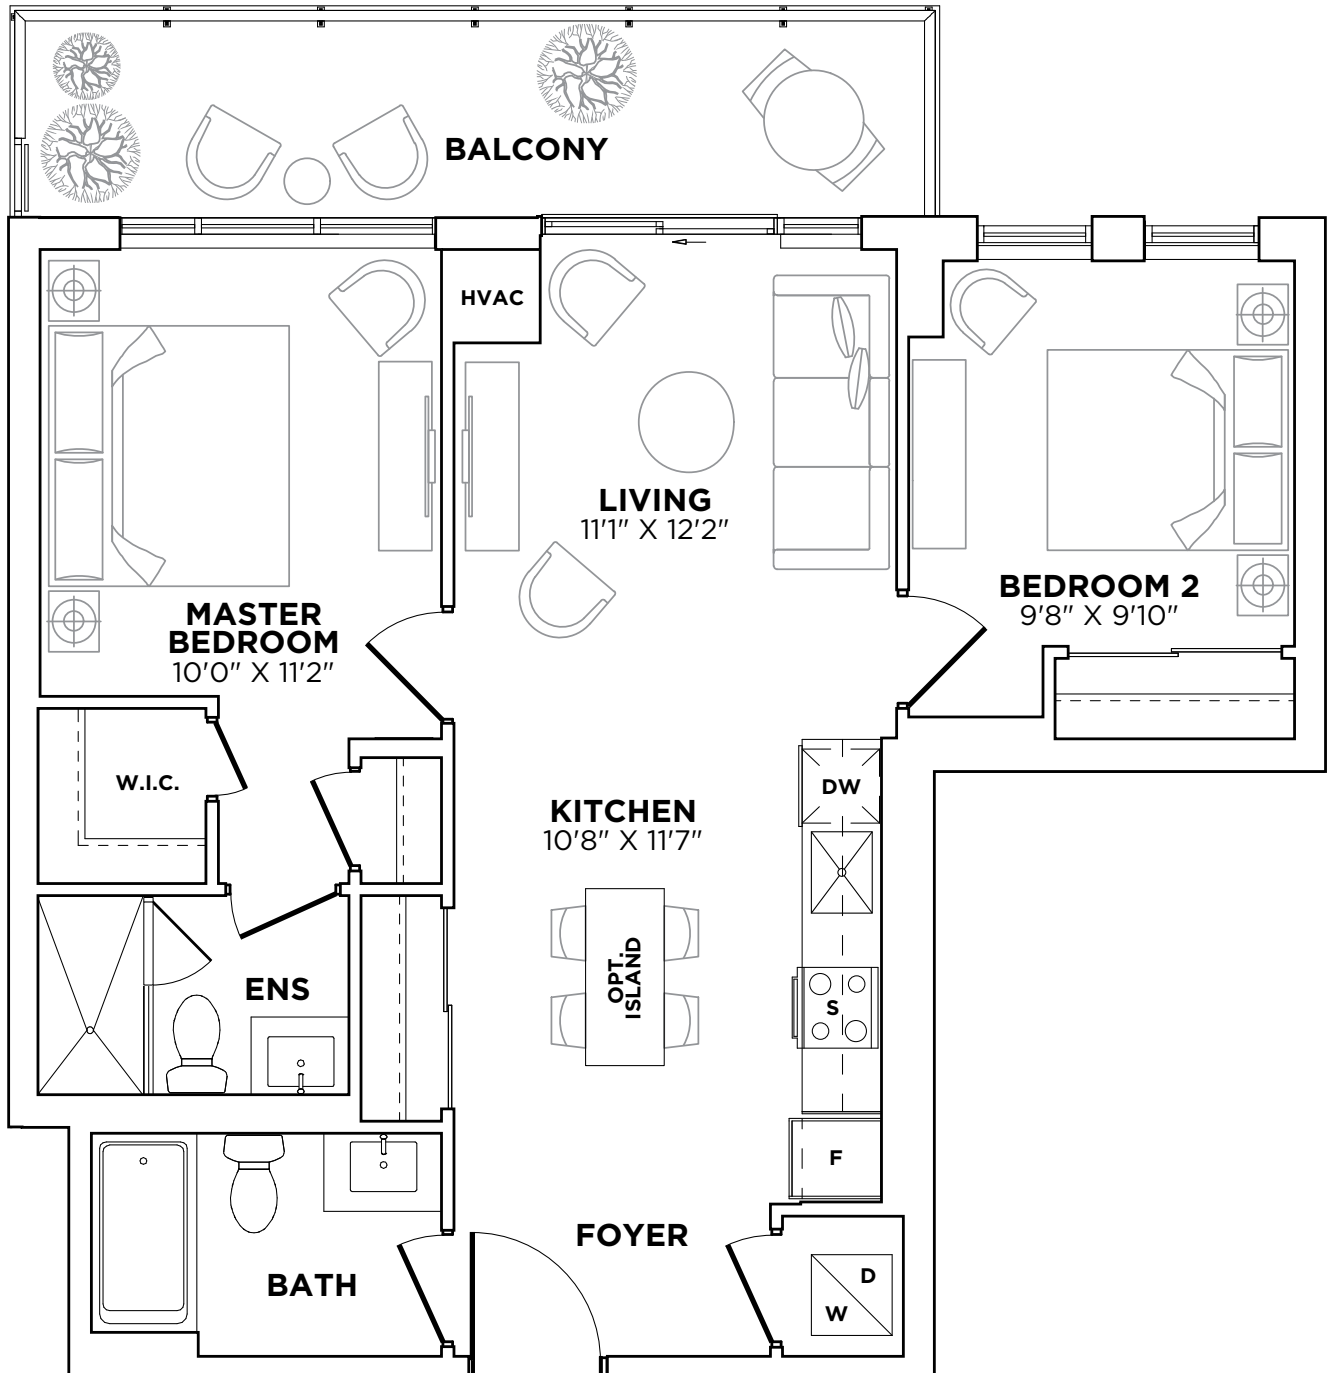 BALCONY
HVAC
LIVING
11'1" X 12'2"
BEDROOM 2
9'8" X 9'10"
MASTER
BEDROOM
10'0" X 11'2"
W.I.C.
DW
KITCHEN
10'8" X 11'7"
OPT.
ISLAND
ENS
S
F
FOYER
BATH
D
W